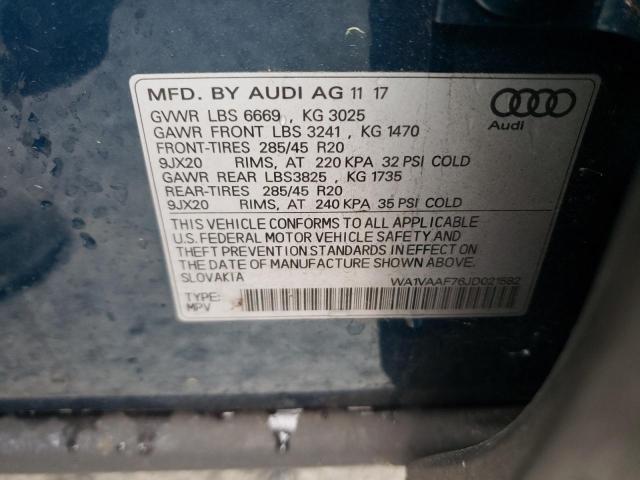 MFD. BY AUDI AG 11 17
GVWR LBS 6669, KG 3025
GAWR FRONT LBS 3241, KG 1470
FRONT-TIRES 285/45 R20
9JX20 RIMS, AT 220 KPA 32 PSI COLD
GAWR REAR LBS3825, KG 1735
REAR-TIRES 285/45 R20
9JX20 RIMS, AT 240 KPA 35 PSI COLD
THIS VEHICLE CONFORMS TO ALL APPLICABLE
U.S. FEDERAL MOTOR VEHICLE SAFETY AND
THEFT PREVENTION STANDARDS IN EFFECT ON
THE DATE OF MANUFACTURE SHOWN ABOVE.
SLOVAKIA
WA1VAAF76JD021582
TYPE:
MPV
Audi